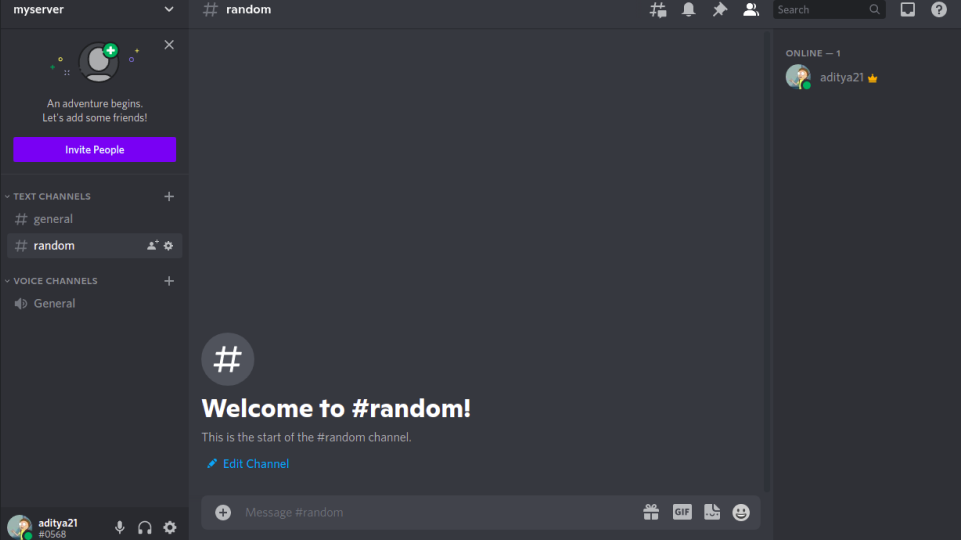 myserver
random
Search
An adventure begins.
Let's add some friends!
Invite People
TEXT CHANNELS
general
random
VOICE CHANNELS
General
Welcome to #random!
This is the start of the #random channel.
Edit Channel
Message #random
GIF
aditya21
#0568
ONLINE — 1
aditya21